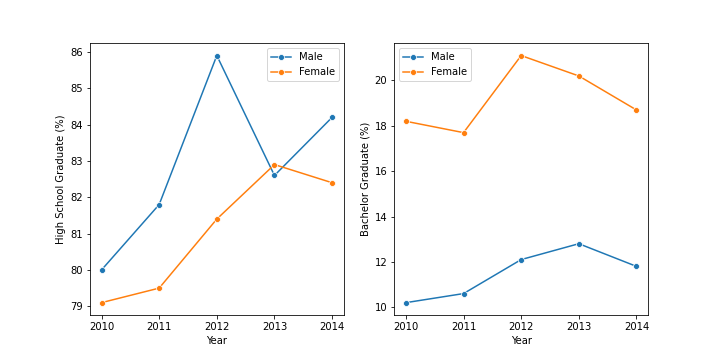 86
85
84
83
82
81
80
79
High School Graduate (%)
2010 2011 2012 2013 2014
Year
Male
Female
20
18
16
14
12
10
Bachelor Graduate (%)
2010 2011 2012 2013 2014
Year
Male
Female